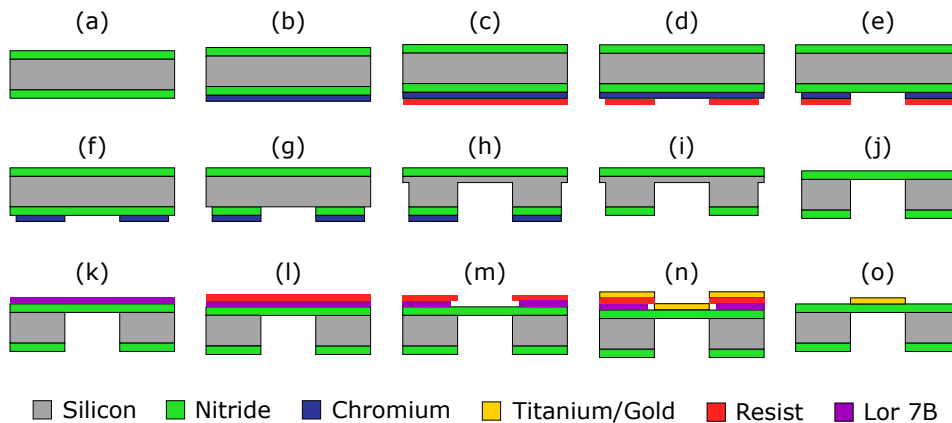 (a) (b) (c) (d) (e)
(f) (g) (h) (i) (j)
(k) (l) (m) (n) (o)
Silicon Nitride Chromium Titanium/Gold Resist Lor 7B